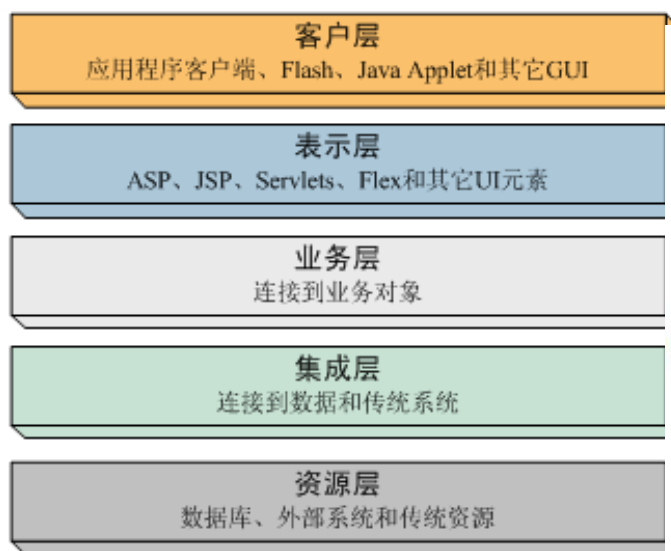 客户层
应用程序客户端、Flash、Java Applet和其它GUI
表示层
ASP、JSP、Servlets、Flex和其它UI元素
业务层
连接到业务对象
集成层
连接到数据和传统系统
资源层
数据库、外部系统和传统资源